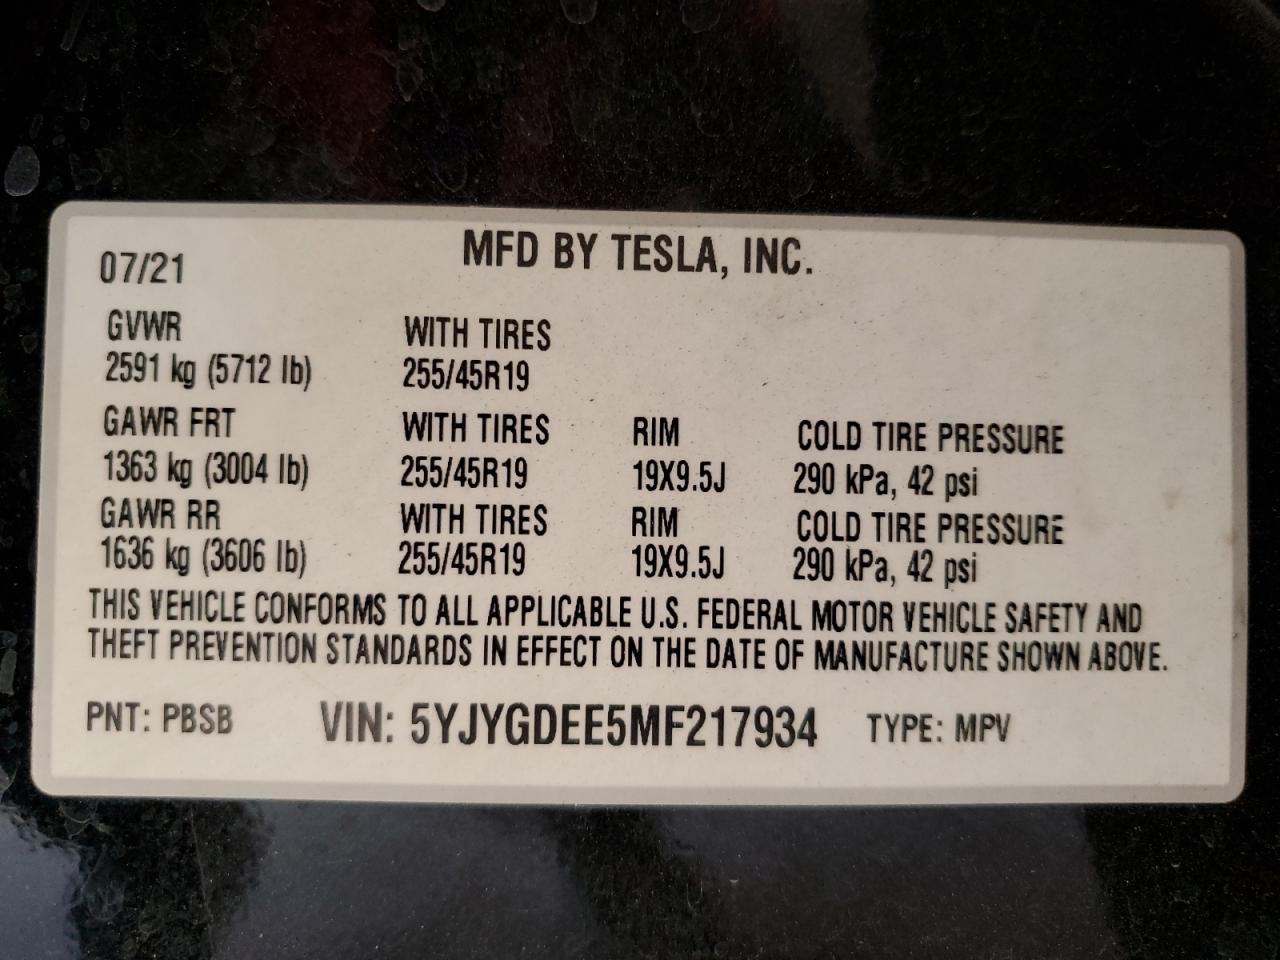 MFD BY TESLA, INC.
07/21
GVWR WITH TIRES
2591 kg (5712 lb) 255/45R19
GAWR FRT WITH TIRES RIM COLD TIRE PRESSURE
1363 kg (3004 lb) 255/45R19 19X9.5J 290 kPa, 42 psi
GAWR RR WITH TIRES RIM COLD TIRE PRESSURE
1636 kg (3606 lb) 255/45R19 19X9.5J 290 kPa, 42 psi
THIS VEHICLE CONFORMS TO ALL APPLICABLE U.S. FEDERAL MOTOR VEHICLE SAFETY AND
THEFT PREVENTION STANDARDS IN EFFECT ON THE DATE OF MANUFACTURE SHOWN ABOVE.
PNT: PBSB VIN: 5YJYGDEE5MF217934 TYPE: MPV